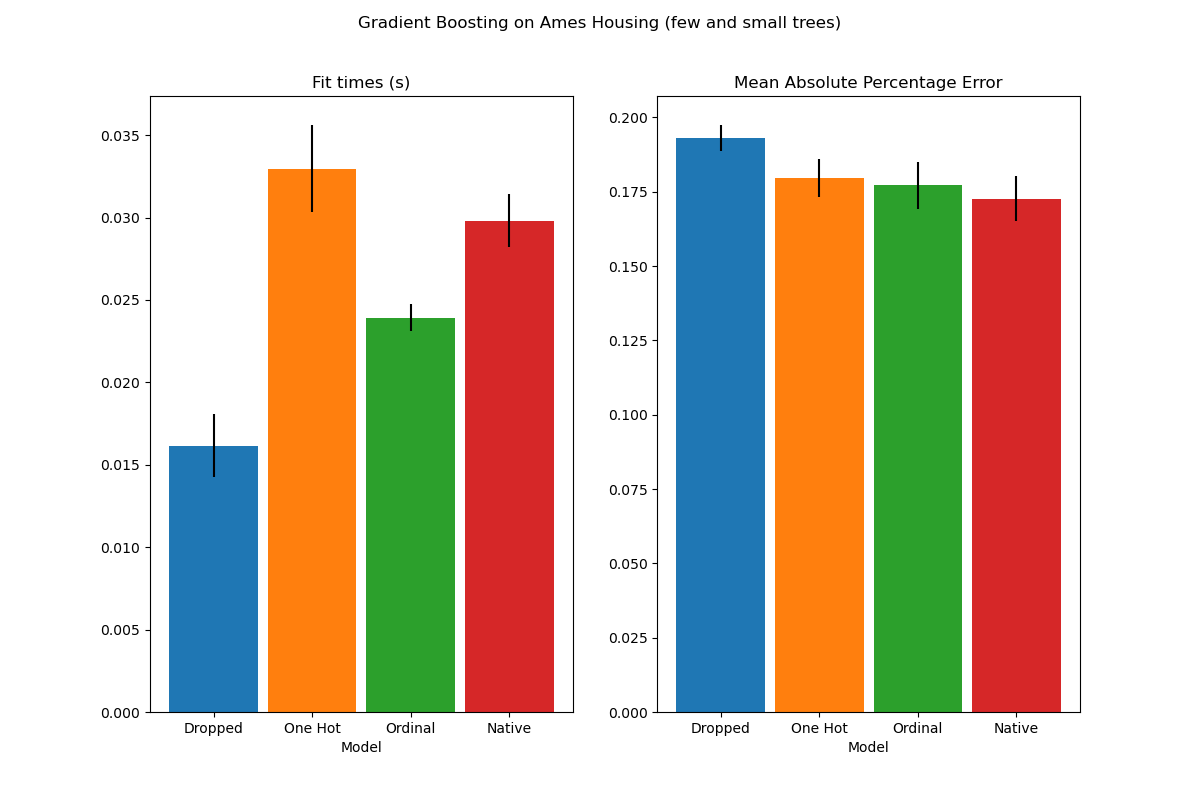 Gradient Boosting on Ames Housing (few and small trees)
Fit times (s)
0.035
0.030
0.025
0.020
0.015
0.010
0.005
0.000
Dropped One Hot Ordinal Native
Model
Mean Absolute Percentage Error
0.200
0.175
0.150
0.125
0.100
0.075
0.050
0.025
0.000
Dropped One Hot Ordinal Native
Model